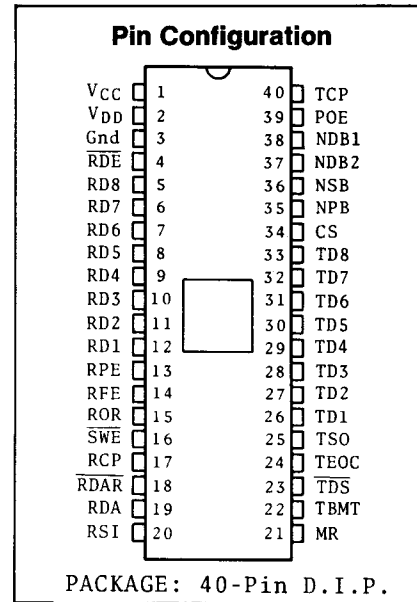 Pin Configuration
VCC 1 40 TCP
VDD 2 39 POE
Gnd 3 38 NDB1
RDE 4 37 NDB2
RD8 5 36 NSB
RD7 6 35 NPB
RD6 7 34 CS
RD5 8 33 TD8
RD4 9 32 TD7
RD3 10 31 TD6
RD2 11 30 TD5
RD1 12 29 TD4
RPE 13 28 TD3
RFE 14 27 TD2
ROR 15 26 TD1
SWE 16 25 TSO
RCP 17 24 TEOC
RDAR 18 23 TDS
RDA 19 22 TBMT
RSI 20 21 MR
PACKAGE: 40-Pin D.I.P.